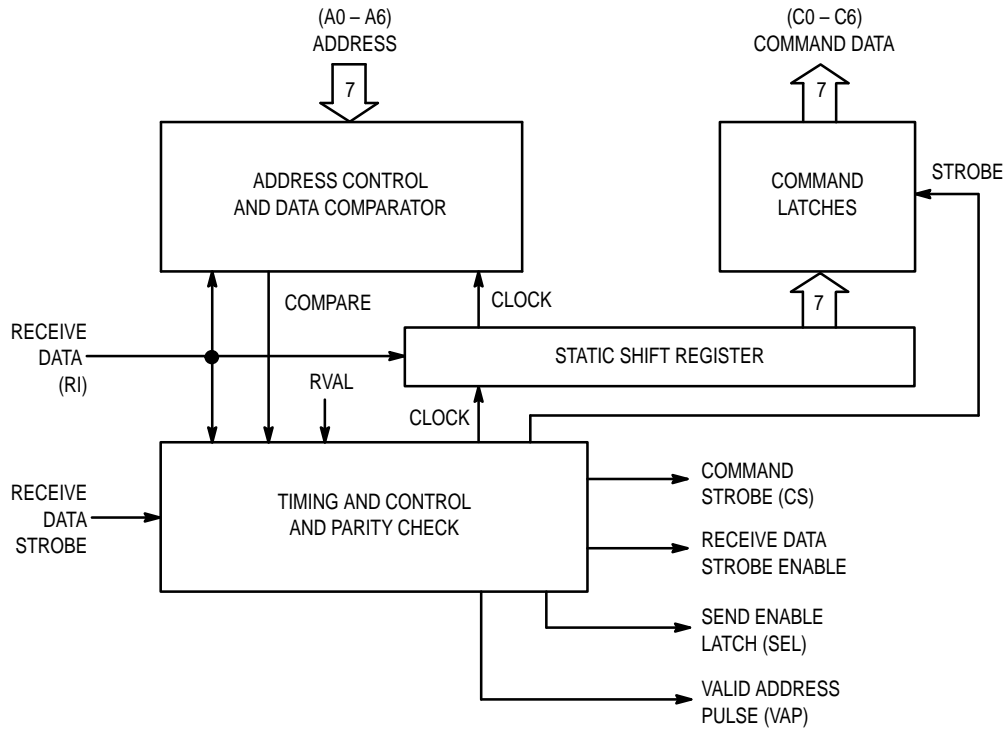 (A0 – A6)
ADDRESS
7
(C0 – C6)
COMMAND DATA
7
ADDRESS CONTROL
AND DATA COMPARATOR
COMMAND
LATCHES
STROBE
COMPARE
CLOCK
7
RECEIVE
DATA
(RI)
STATIC SHIFT REGISTER
RVAL
CLOCK
RECEIVE
DATA
STROBE
TIMING AND CONTROL
AND PARITY CHECK
COMMAND
STROBE (CS)
RECEIVE DATA
STROBE ENABLE
SEND ENABLE
LATCH (SEL)
VALID ADDRESS
PULSE (VAP)